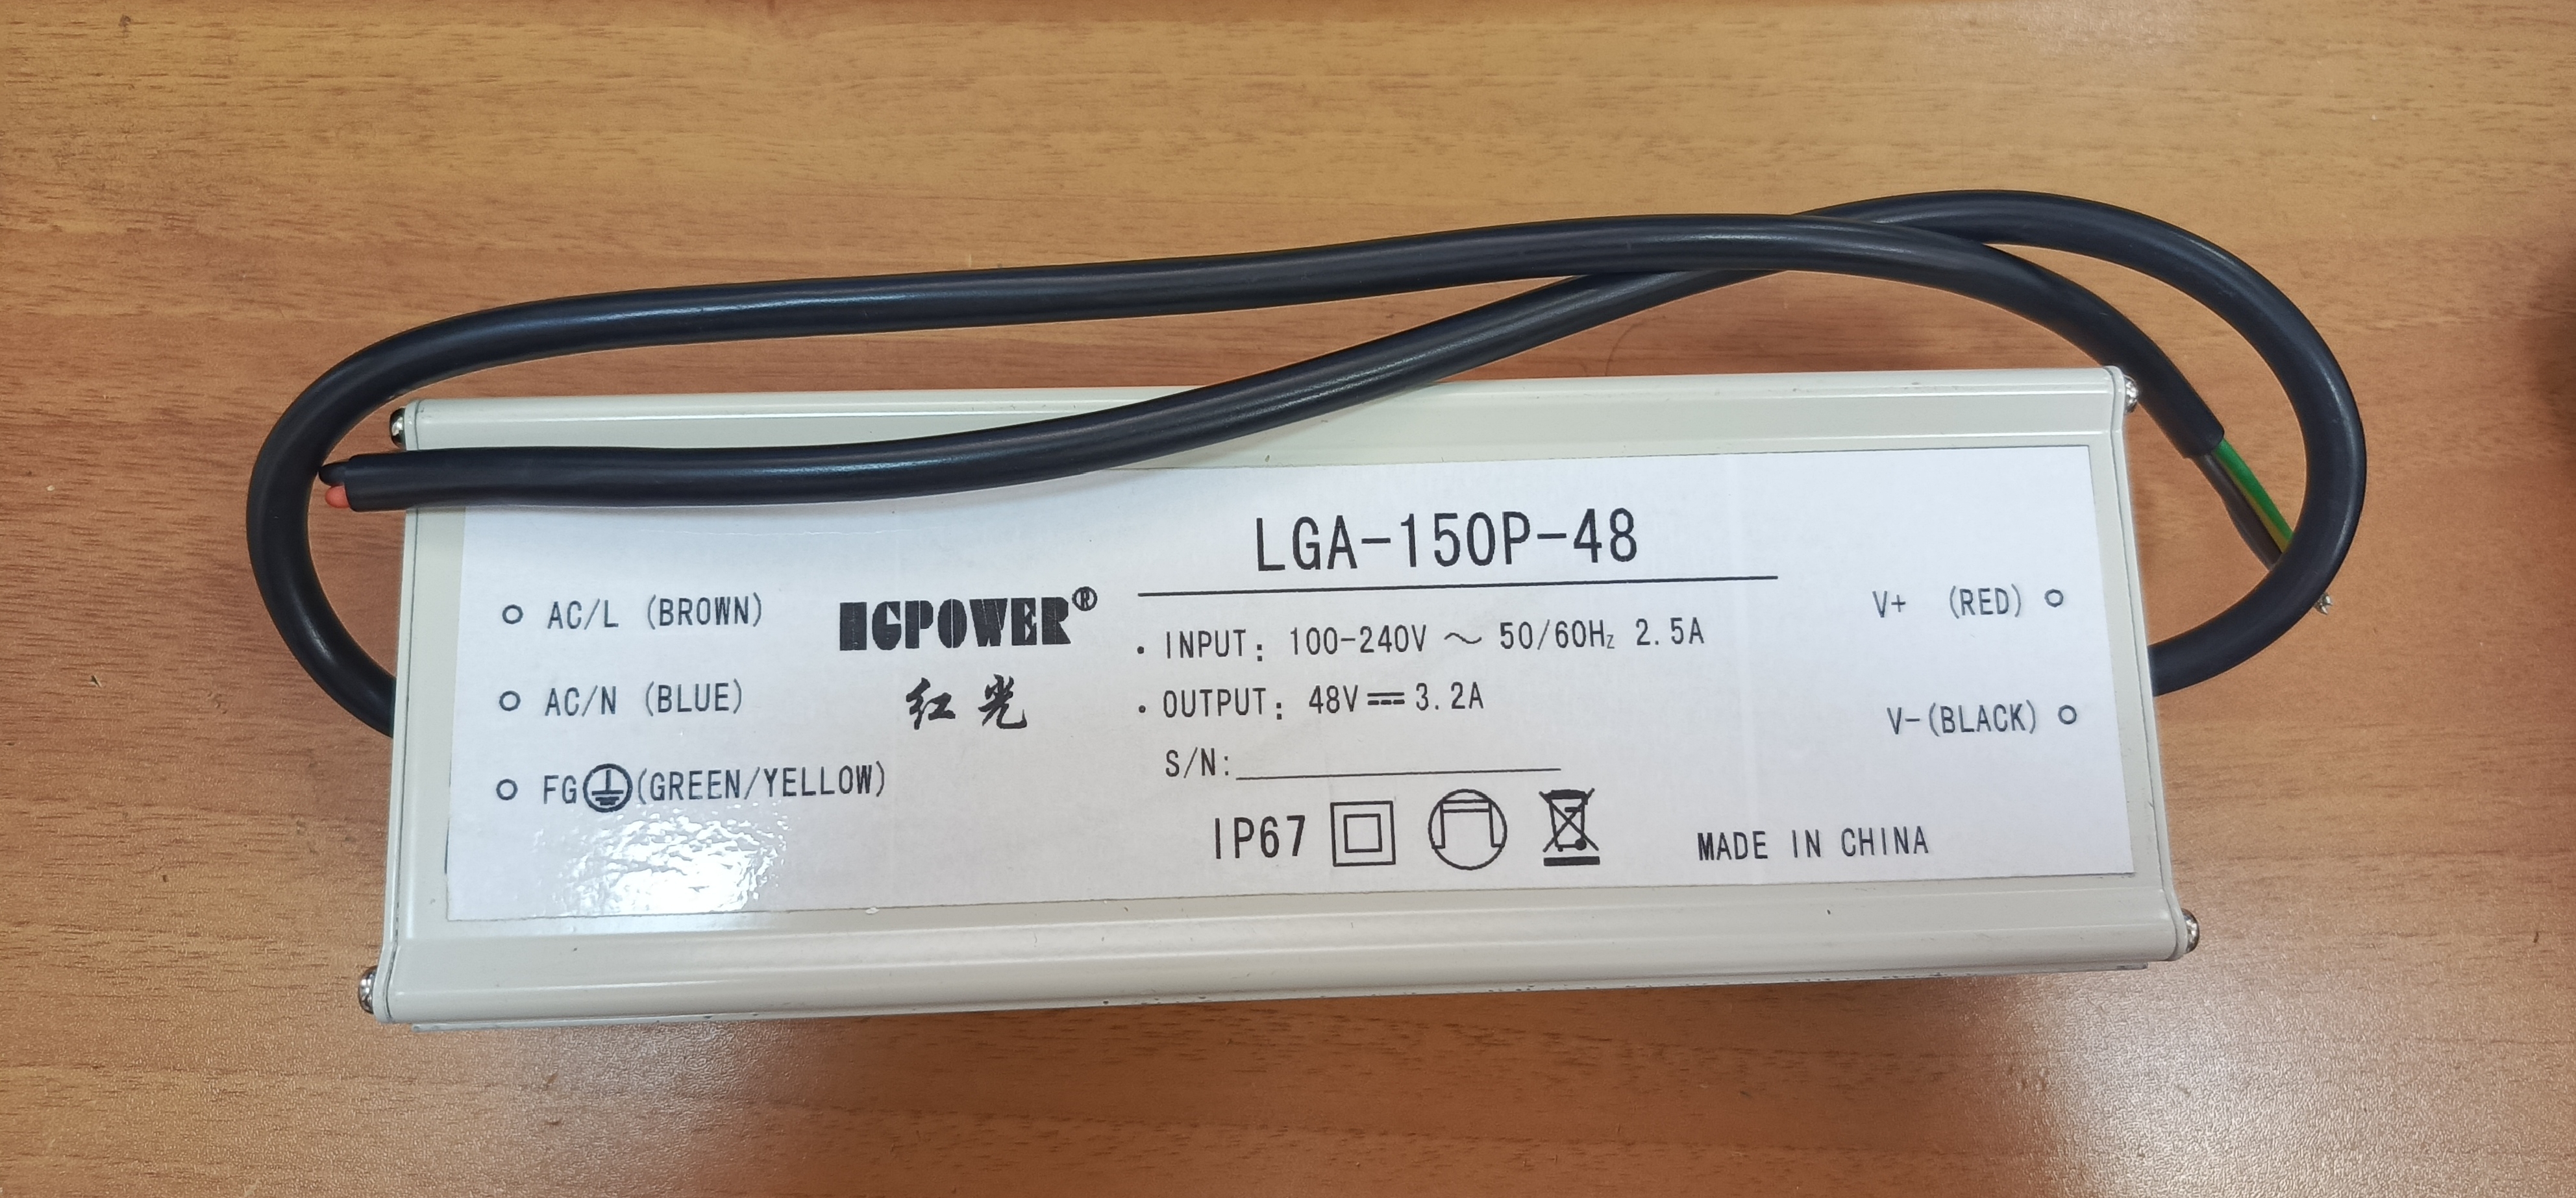 LGA-150P-48
AC/L (BROWN)
AC/N (BLUE)
FG (GREEN/YELLOW)
HGPOWER®
红光
• INPUT: 100-240V ~ 50/60Hz 2.5A
• OUTPUT: 48V⎓3.2A
S/N:
IP67
MADE IN CHINA
V+ (RED)
V-(BLACK)